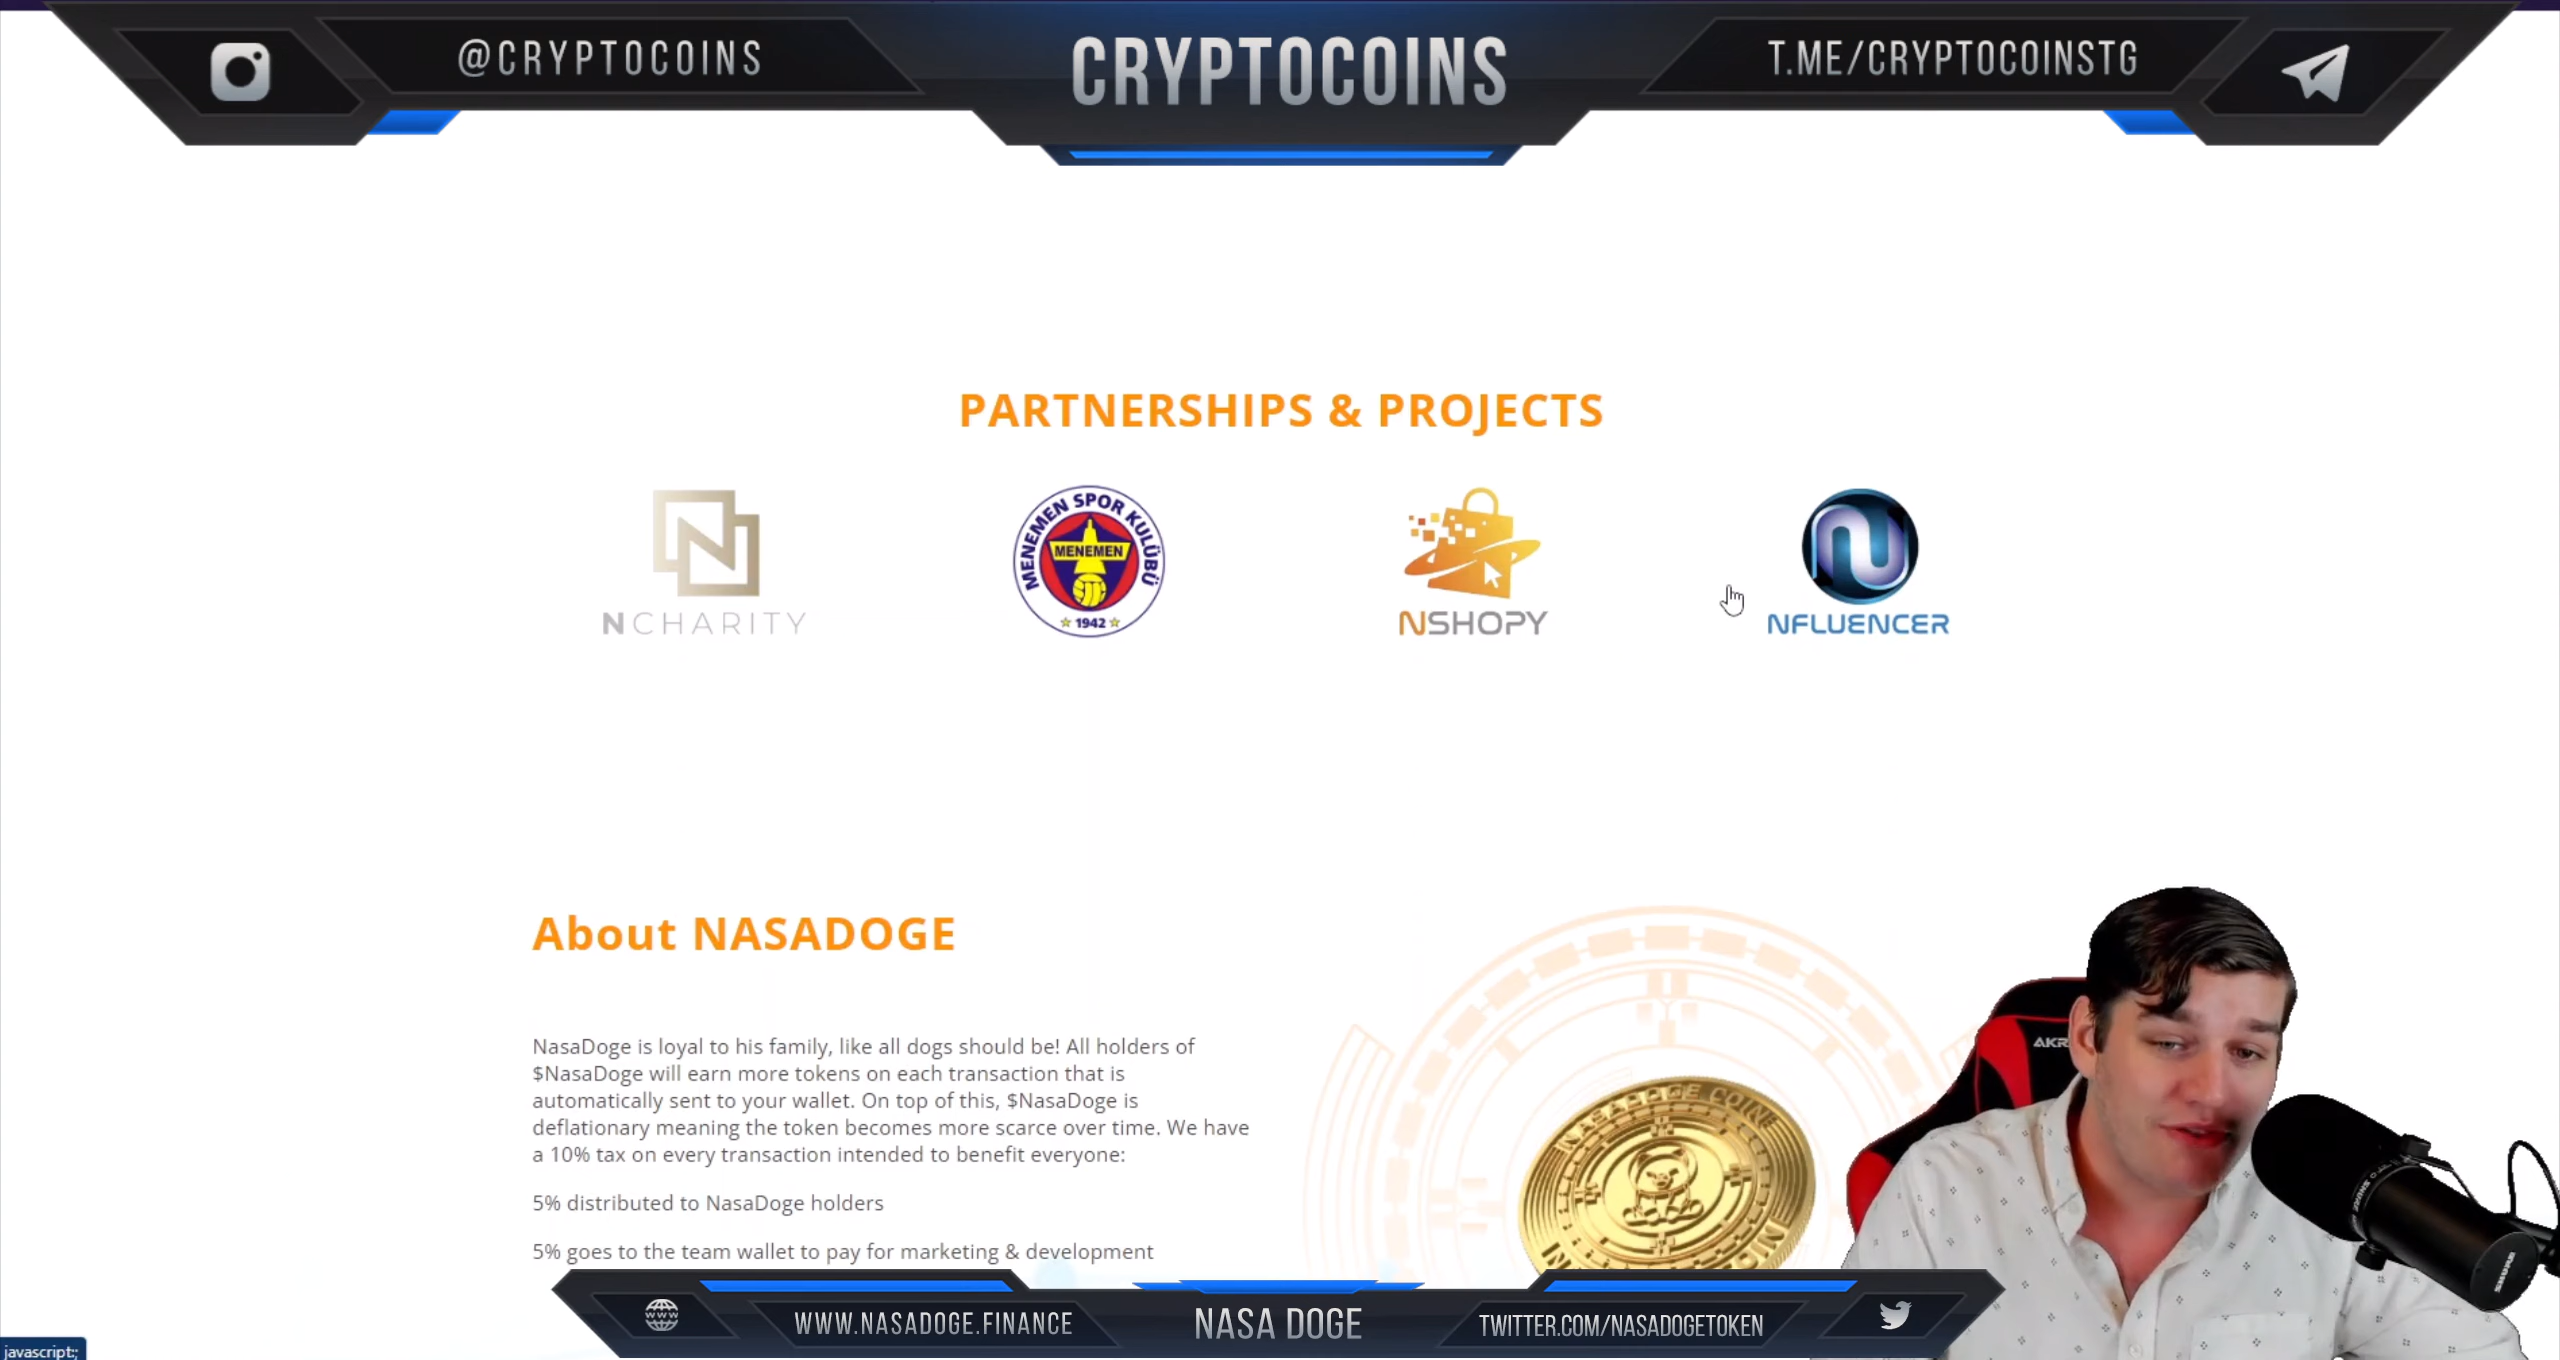 @CRYPTOCOINS
CRYPTOCOINS
T.ME/CRYPTOCOINSTG
PARTNERSHIPS & PROJECTS
NCHARITY
MENEMEN SPOR KULÜBÜ
MENEMEN
1942
NSHOPY
NFLUENCER
About NASADOGE
NasaDoge is loyal to his family, like all dogs should be! All holders of
$NasaDoge will earn more tokens on each transaction that is
automatically sent to your wallet. On top of this, $NasaDoge is
deflationary meaning the token becomes more scarce over time. We have
a 10% tax on every transaction intended to benefit everyone:
5% distributed to NasaDoge holders
5% goes to the team wallet to pay for marketing & development
NASADOGE COIN
AKR
SHURE
WWW
WWW.NASADOGE.FINANCE
NASA DOGE
TWITTER.COM/NASADOGETOKEN
javascript:;